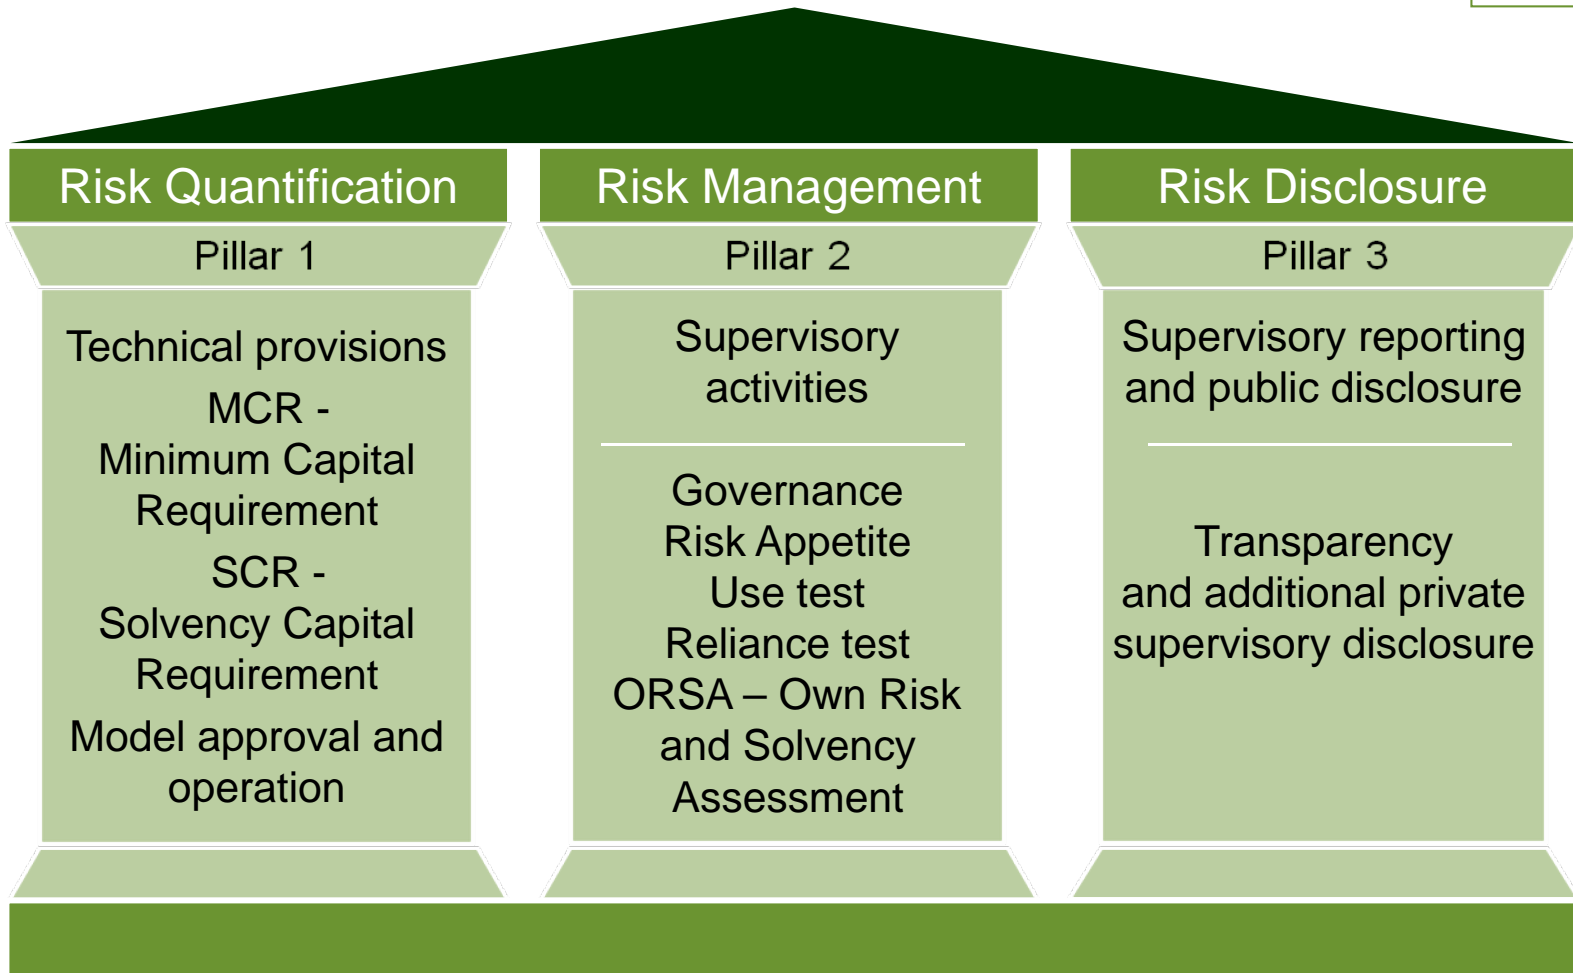 Risk Quantification
Pillar 1
Technical provisions
MCR -
Minimum Capital
Requirement
SCR -
Solvency Capital
Requirement
Model approval and
operation
Risk Management
Pillar 2
Supervisory
activities
Governance
Risk Appetite
Use test
Reliance test
ORSA – Own Risk
and Solvency
Assessment
Risk Disclosure
Pillar 3
Supervisory reporting
and public disclosure
Transparency
and additional private
supervisory disclosure